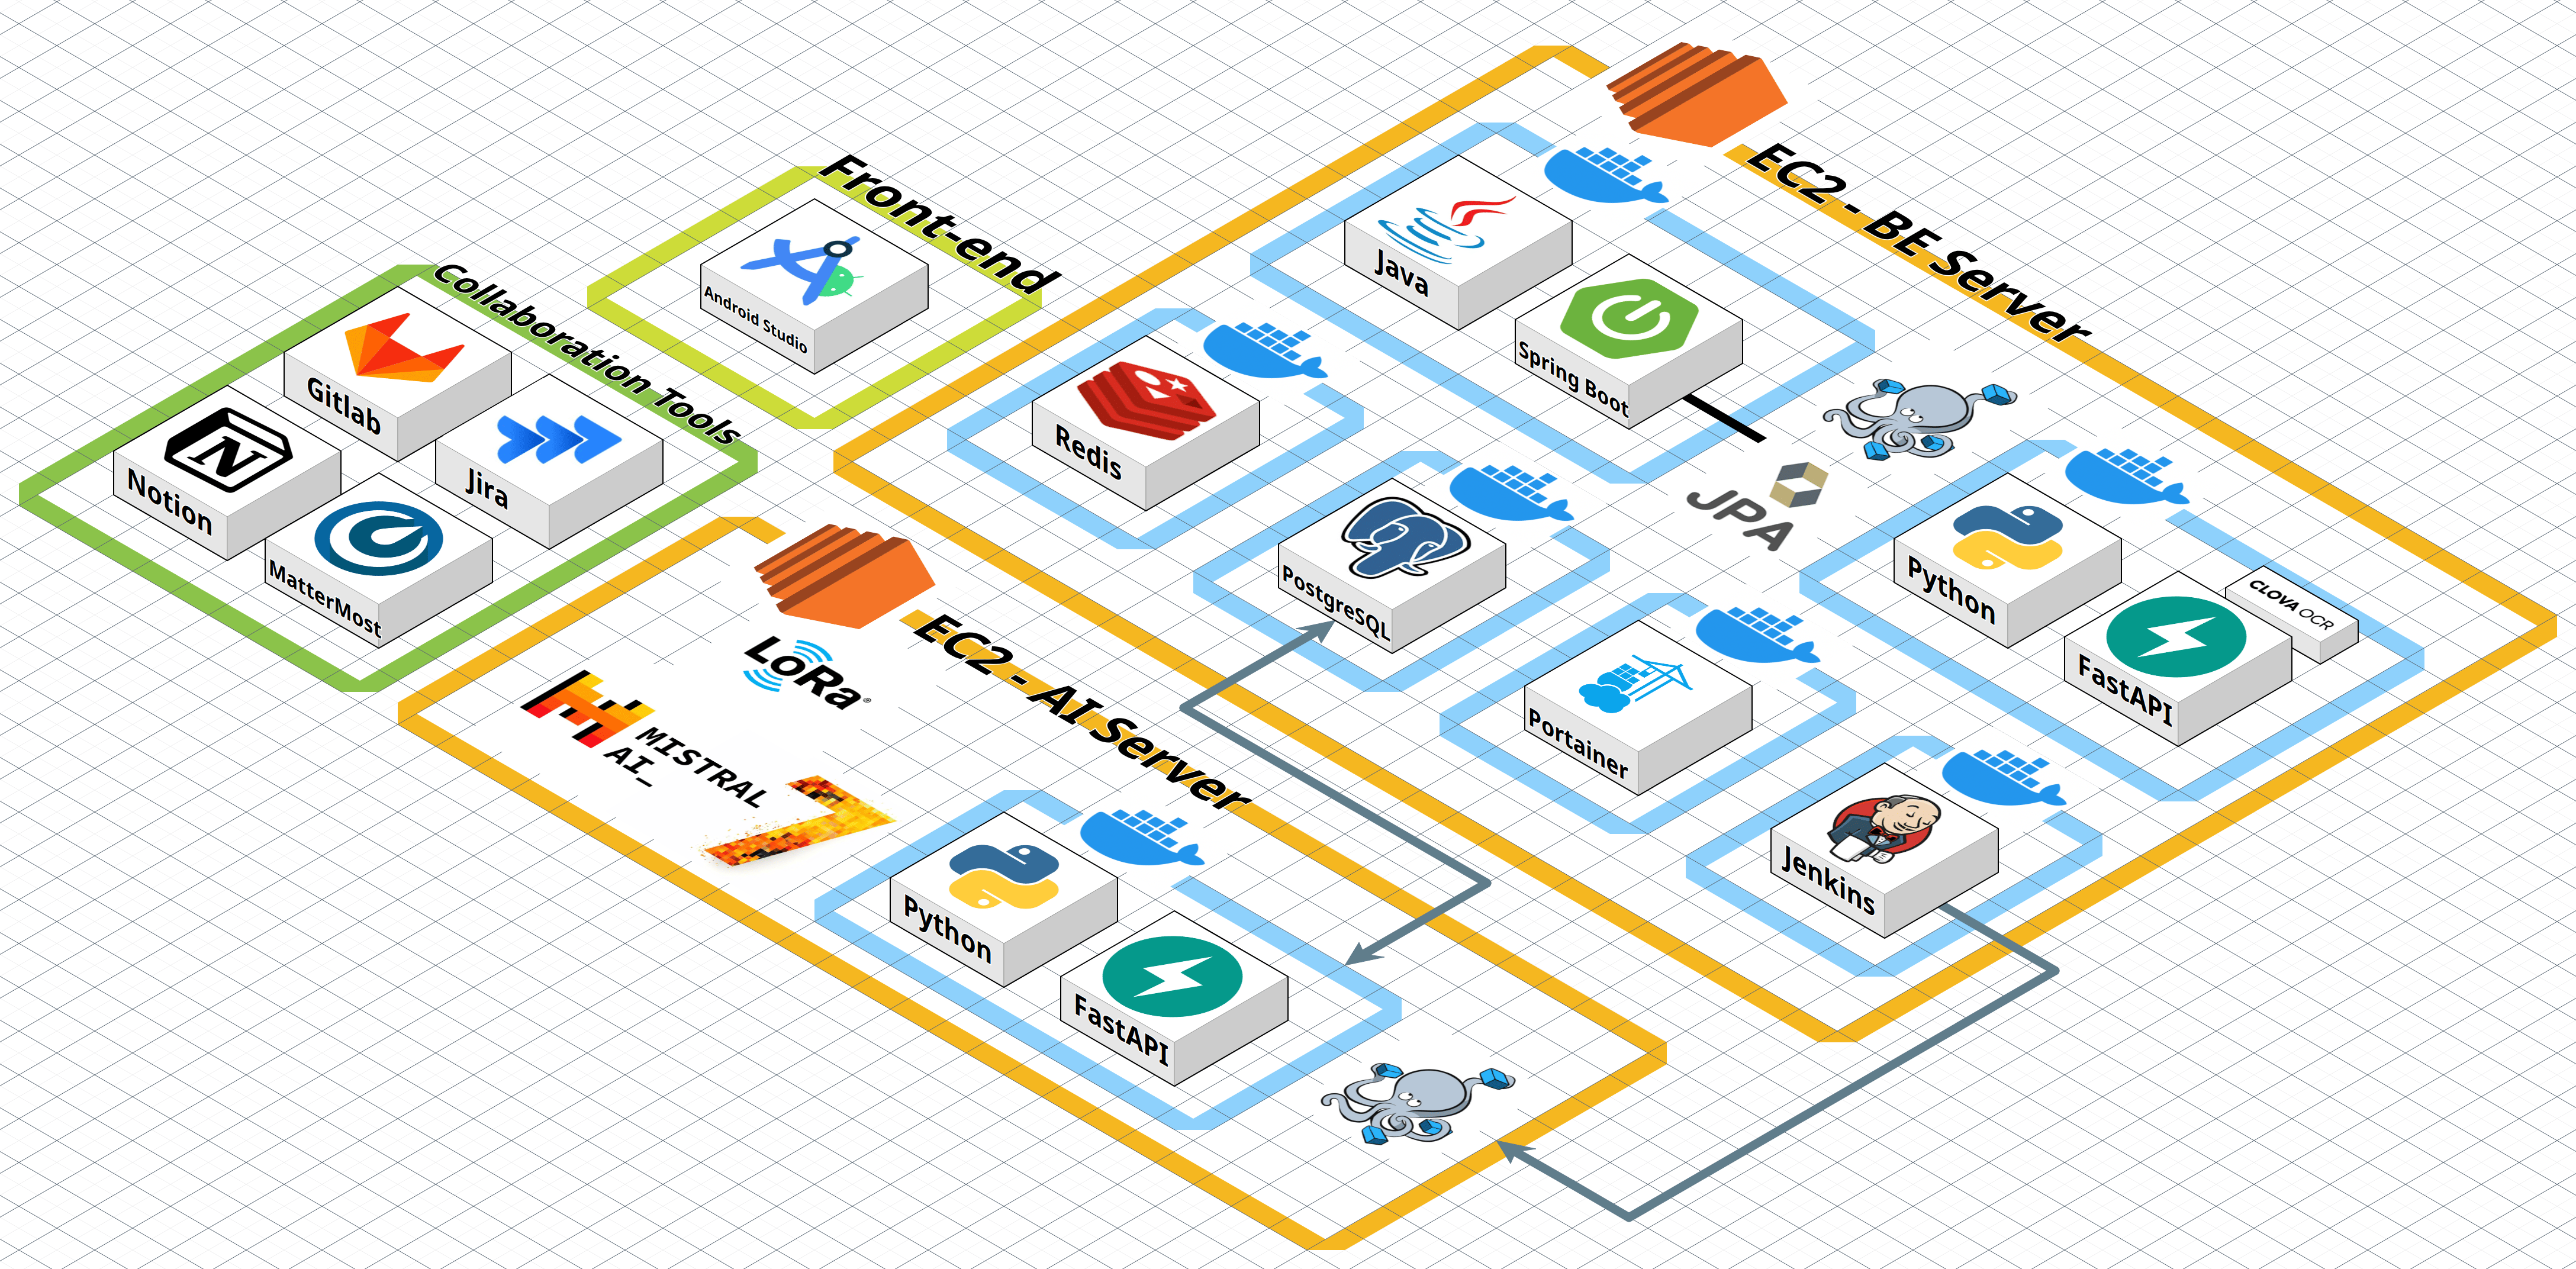 Collaboration Tools
Gitlab
Notion
Jira
MatterMost
Front-end
Android Studio
EC2 - BE Server
Java
Spring Boot
Redis
PostgreSQL
JPA
Python
FastAPI
CLOVA OCR
Portainer
Jenkins
EC2 - AI Server
LoRa
MISTRAL
AI_
7
Python
FastAPI